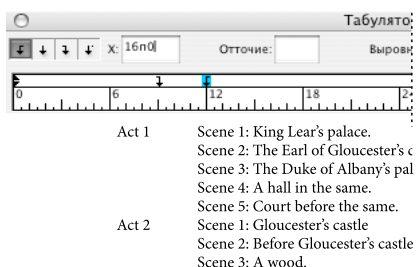 Табулято
X: 16п0 Отточие: Выровн
0 6 12 18 2
Act 1 Scene 1: King Lear's palace.
Scene 2: The Earl of Gloucester's c
Scene 3: The Duke of Albany's pal
Scene 4: A hall in the same.
Scene 5: Court before the same.
Act 2 Scene 1: Gloucester's castle
Scene 2: Before Gloucester's castle
Scene 3: A wood.